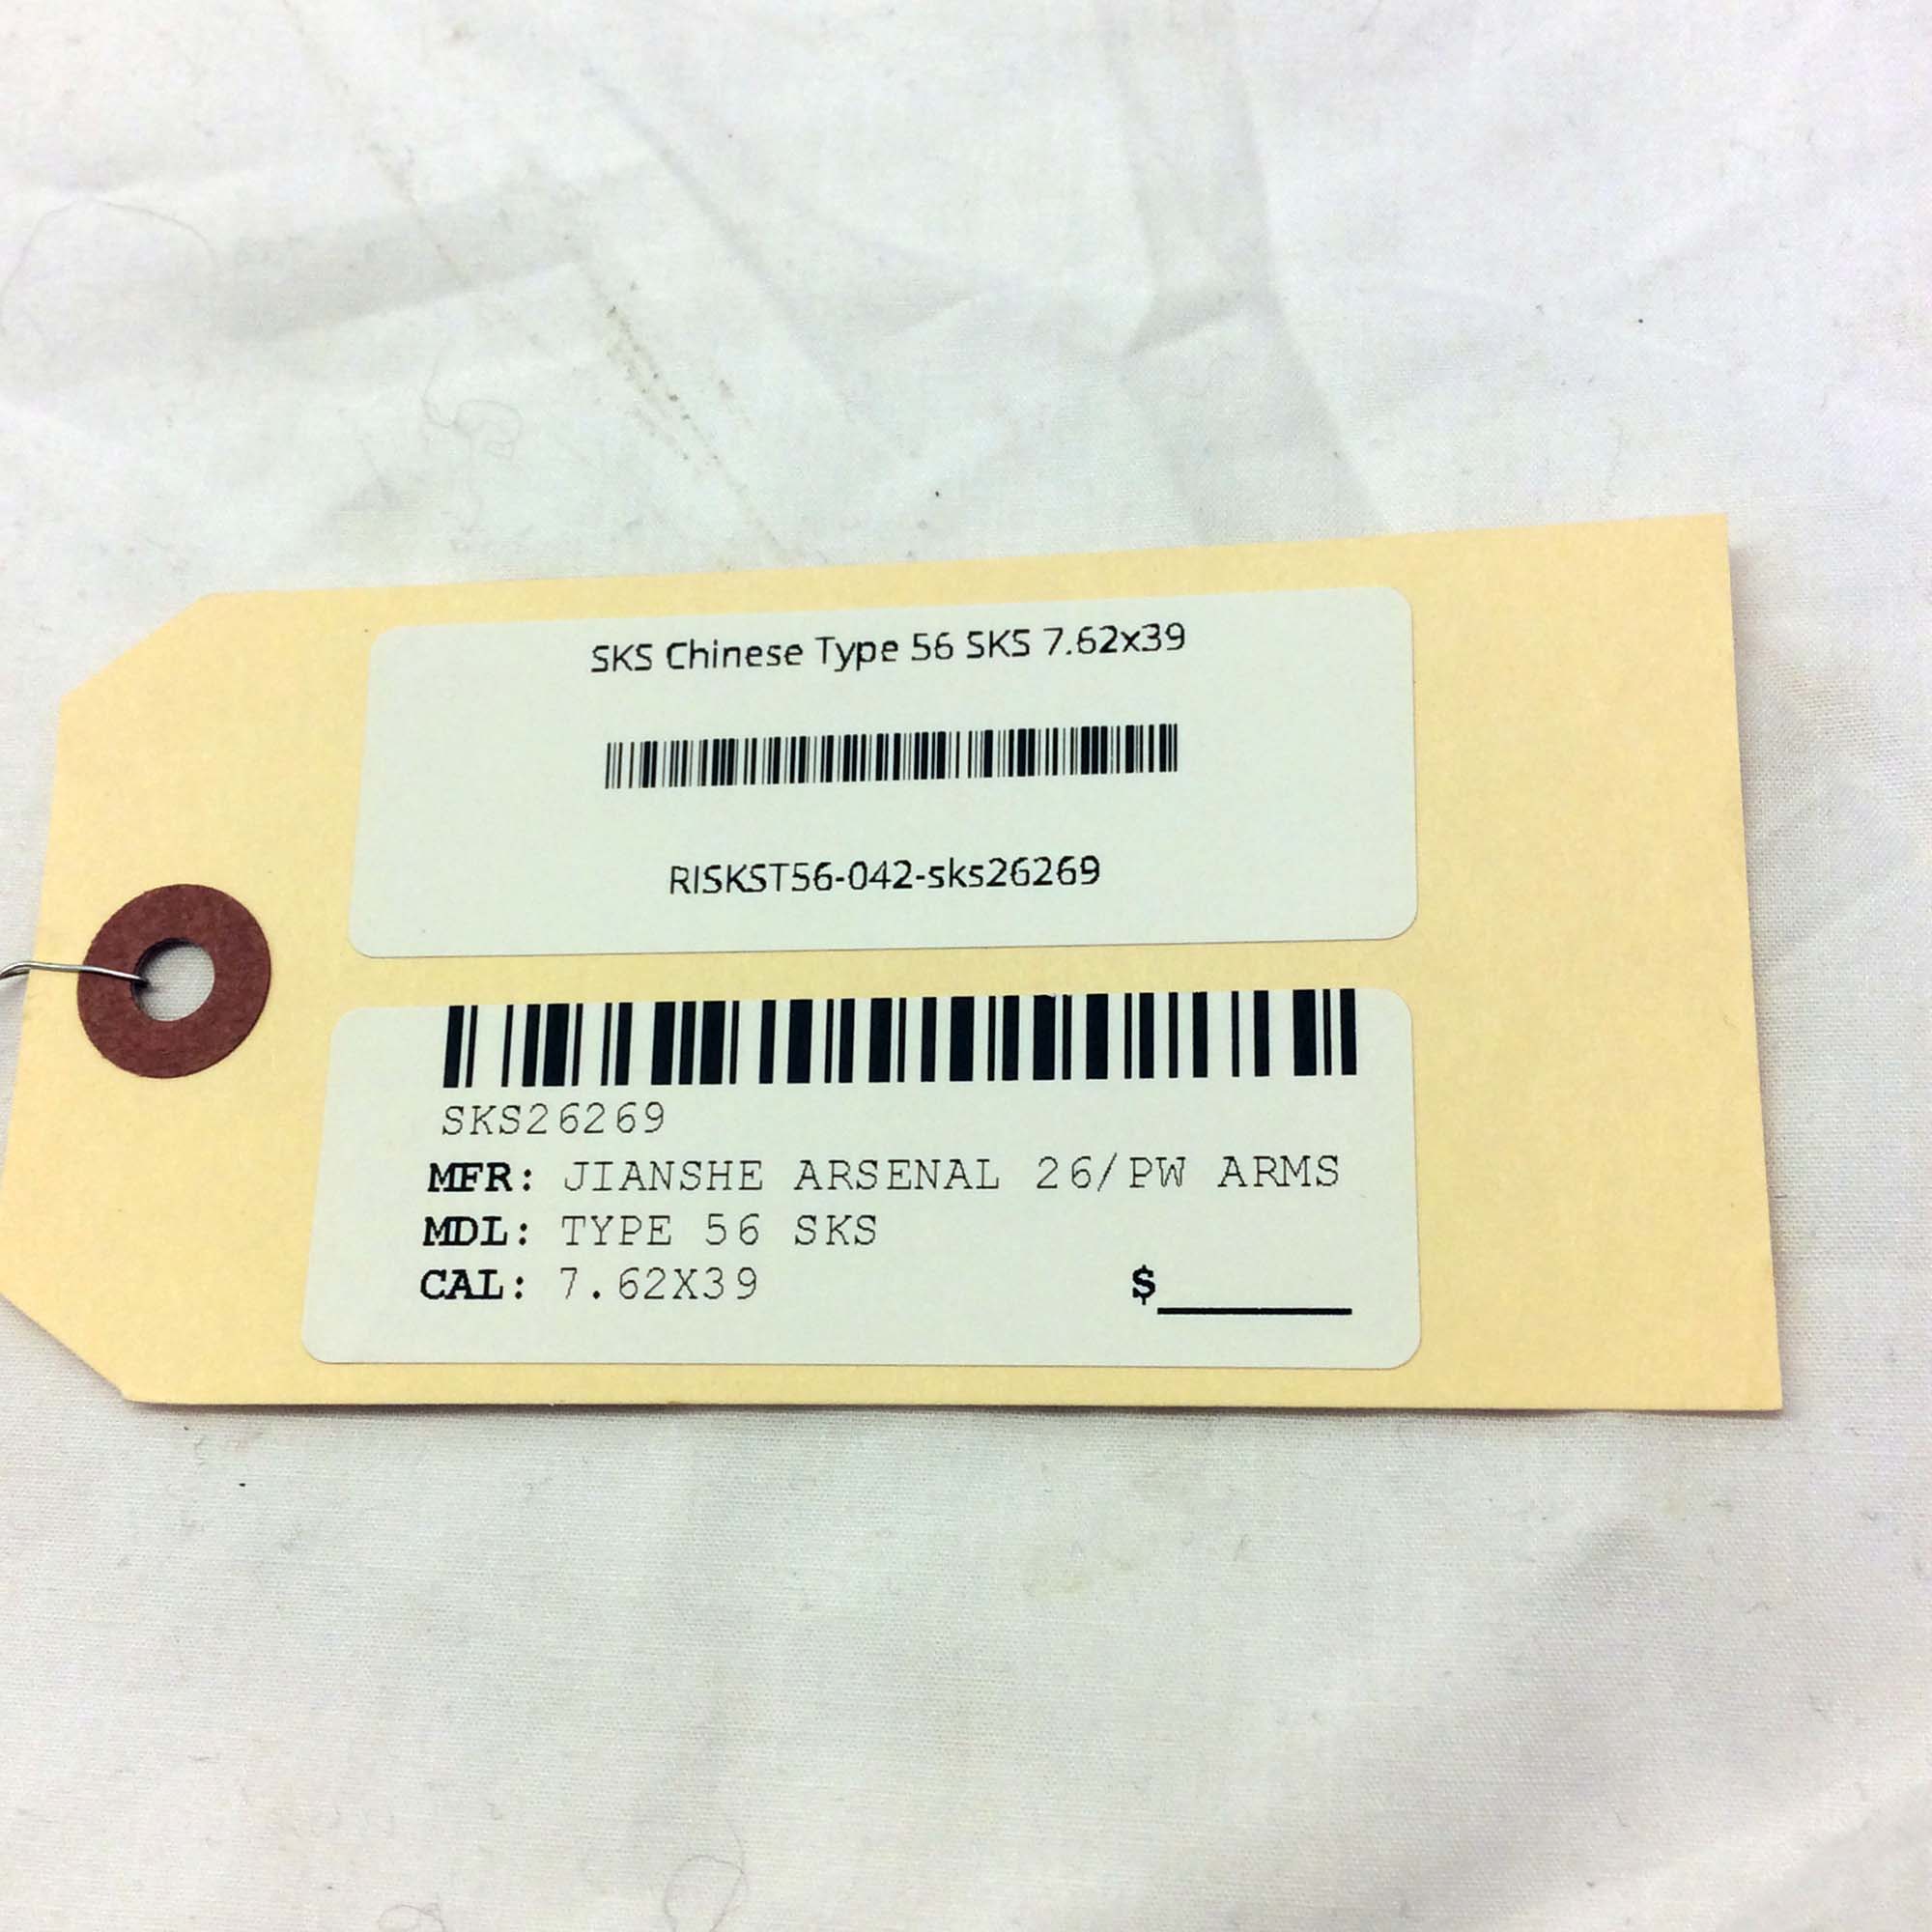 SKS Chinese Type 56 SKS 7.62x39
RISKST56-042-sks26269
SKS26269
MFR: JIANSHE ARSENAL 26/PW ARMS
MDL: TYPE 56 SKS
CAL: 7.62X39 $